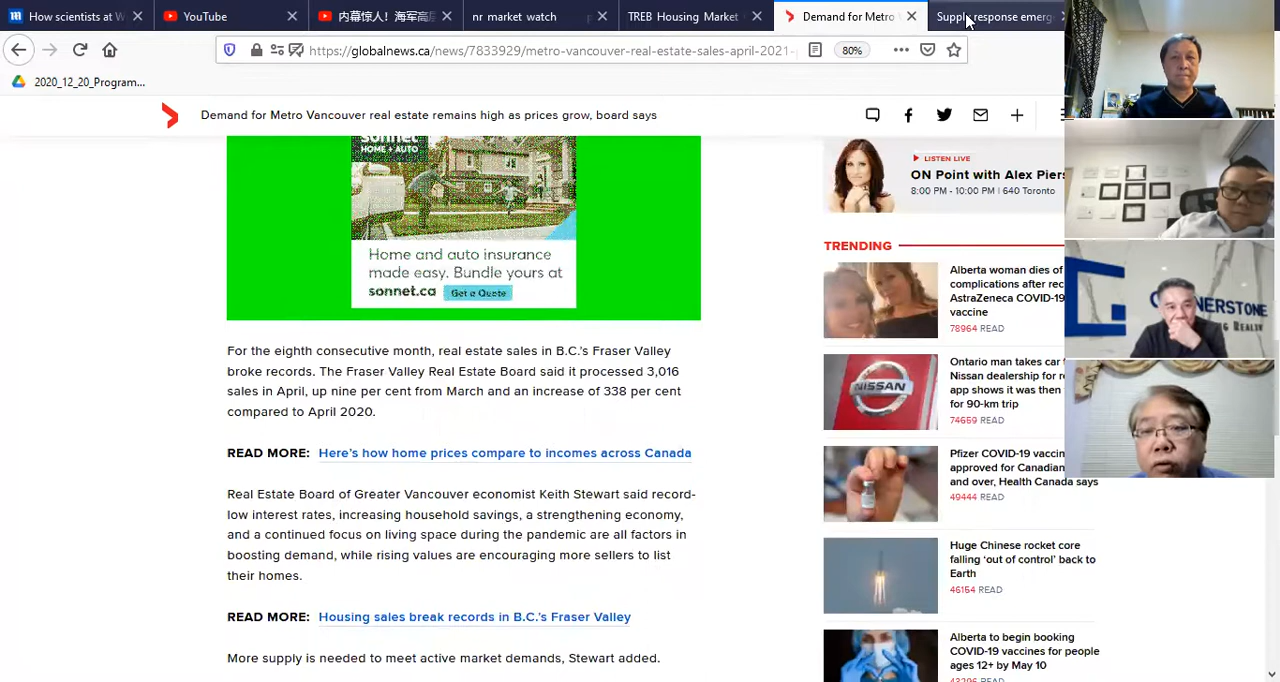 How scientists at W
YouTube
内幕惊人！海军高层
nr market watch
TREB Housing Market
Demand for Metro
Supply response emerg
https://globalnews.ca/news/7833929/metro-vancouver-real-estate-sales-april-2021-
80%
2020_12_20_Program...
Demand for Metro Vancouver real estate remains high as prices grow, board says
sonnet
HOME + AUTO
Home and auto insurance
made easy. Bundle yours at
sonnet.ca Get a Quote
LISTEN LIVE
ON Point with Alex Piers
8:00 PM - 10:00 PM | 640 Toronto
TRENDING
Alberta woman dies of
complications after rec
AstraZeneca COVID-19
vaccine
78964 READ
Ontario man takes car
Nissan dealership for re
app shows it was then
for 90-km trip
74659 READ
NISSAN
Pfizer COVID-19 vaccin
approved for Canadian
and over, Health Canada says
49444 READ
Huge Chinese rocket core
falling ‘out of control’ back to
Earth
46154 READ
Alberta to begin booking
COVID-19 vaccines for people
ages 12+ by May 10
43296 READ
For the eighth consecutive month, real estate sales in B.C.’s Fraser Valley
broke records. The Fraser Valley Real Estate Board said it processed 3,016
sales in April, up nine per cent from March and an increase of 338 per cent
compared to April 2020.
READ MORE: Here’s how home prices compare to incomes across Canada
Real Estate Board of Greater Vancouver economist Keith Stewart said record-
low interest rates, increasing household savings, a strengthening economy,
and a continued focus on living space during the pandemic are all factors in
boosting demand, while rising values are encouraging more sellers to list
their homes.
READ MORE: Housing sales break records in B.C.’s Fraser Valley
More supply is needed to meet active market demands, Stewart added.